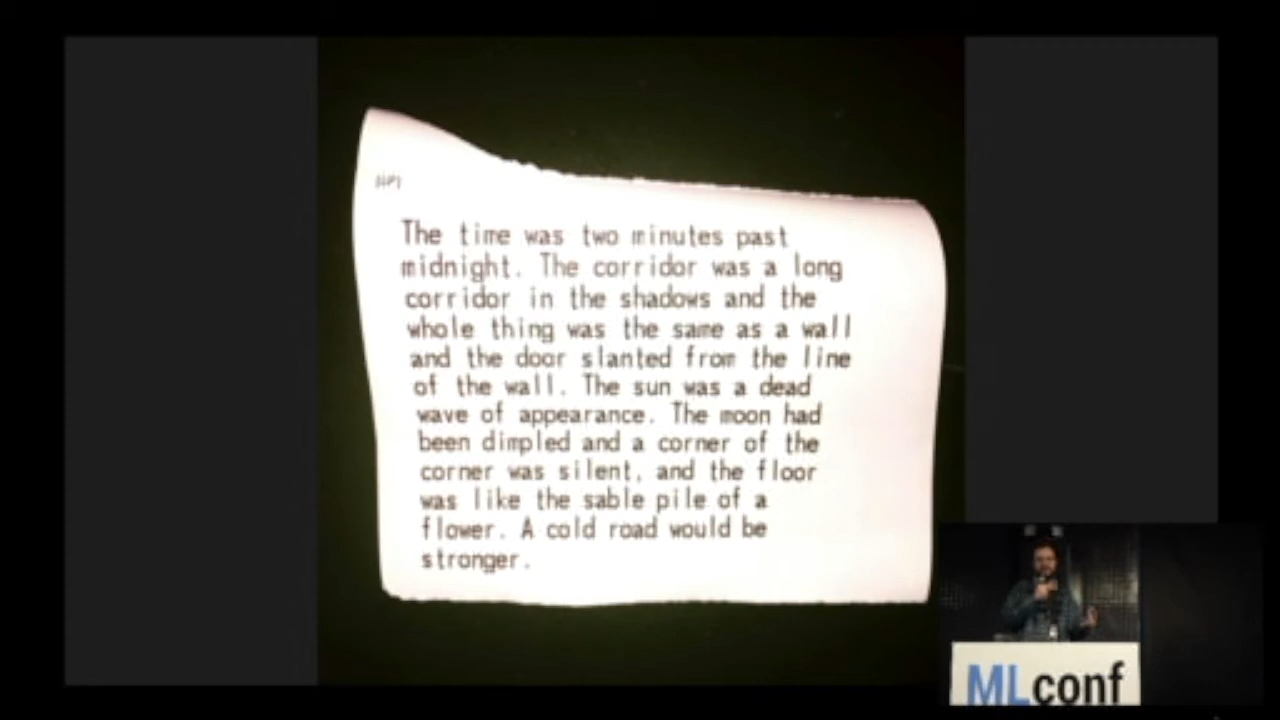 The time was two minutes past
midnight. The corridor was a long
corridor in the shadows and the
whole thing was the same as a wall
and the door slanted from the line
of the wall. The sun was a dead
wave of appearance. The moon had
been dimpled and a corner of the
corner was silent, and the floor
was like the sable pile of a
flower. A cold road would be
stronger.
MLconf